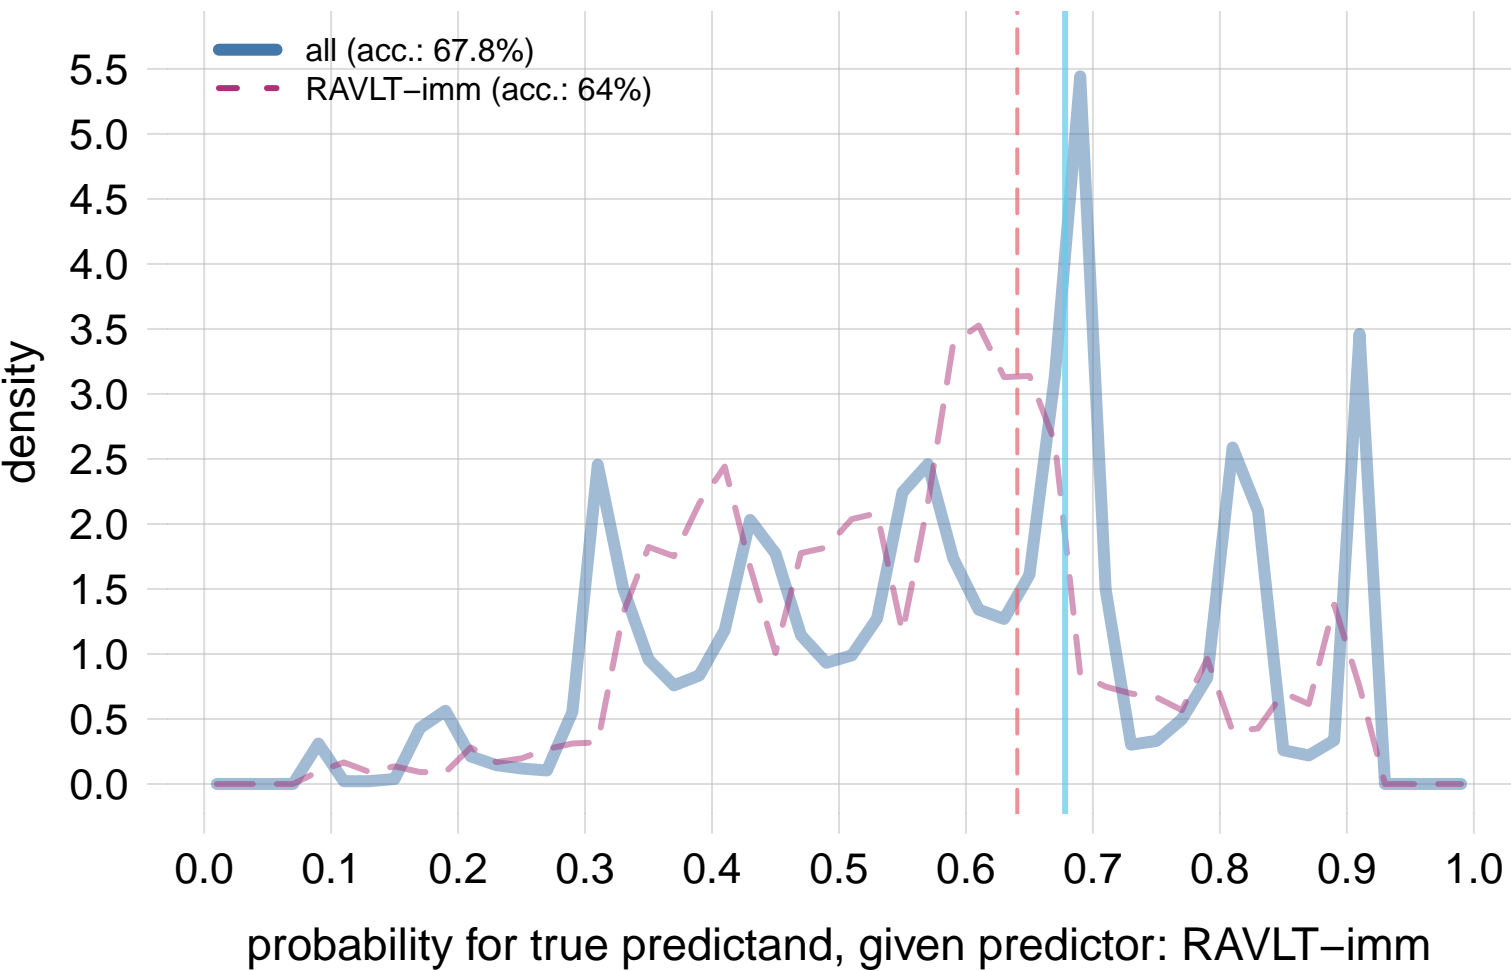 all (acc.: 67.8%)
RAVLT−imm (acc.: 64%)
5.5
5.0
4.5
4.0
3.5
3.0
2.5
2.0
1.5
1.0
0.5
0.0
density
0.0 0.1 0.2 0.3 0.4 0.5 0.6 0.7 0.8 0.9 1.0
probability for true predictand, given predictor: RAVLT−imm